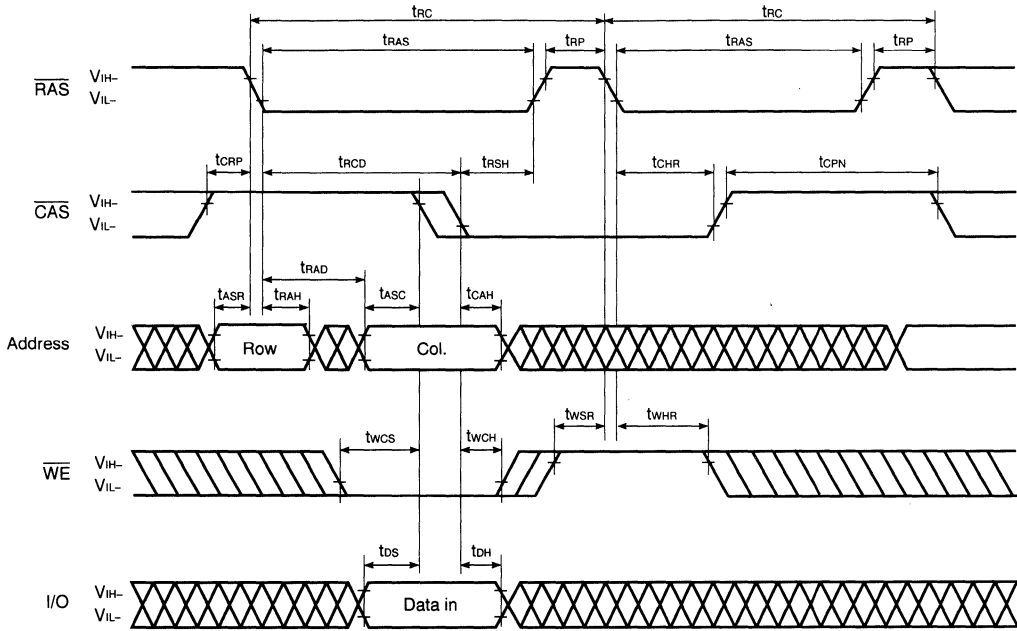 tRC tRC
tRAS tRP tRAS tRP
RAS VIH–
VIL–
tCRP tRCD tRSH tCHR tCPN
CAS VIH–
VIL–
tRAD
tASR tRAH tASC tCAH
Address VIH–
VIL–
Row Col.
tWSR tWHR
tWCS tWCH
WE VIH–
VIL–
tDS tDH
I/O VIH–
VIL–
Data in